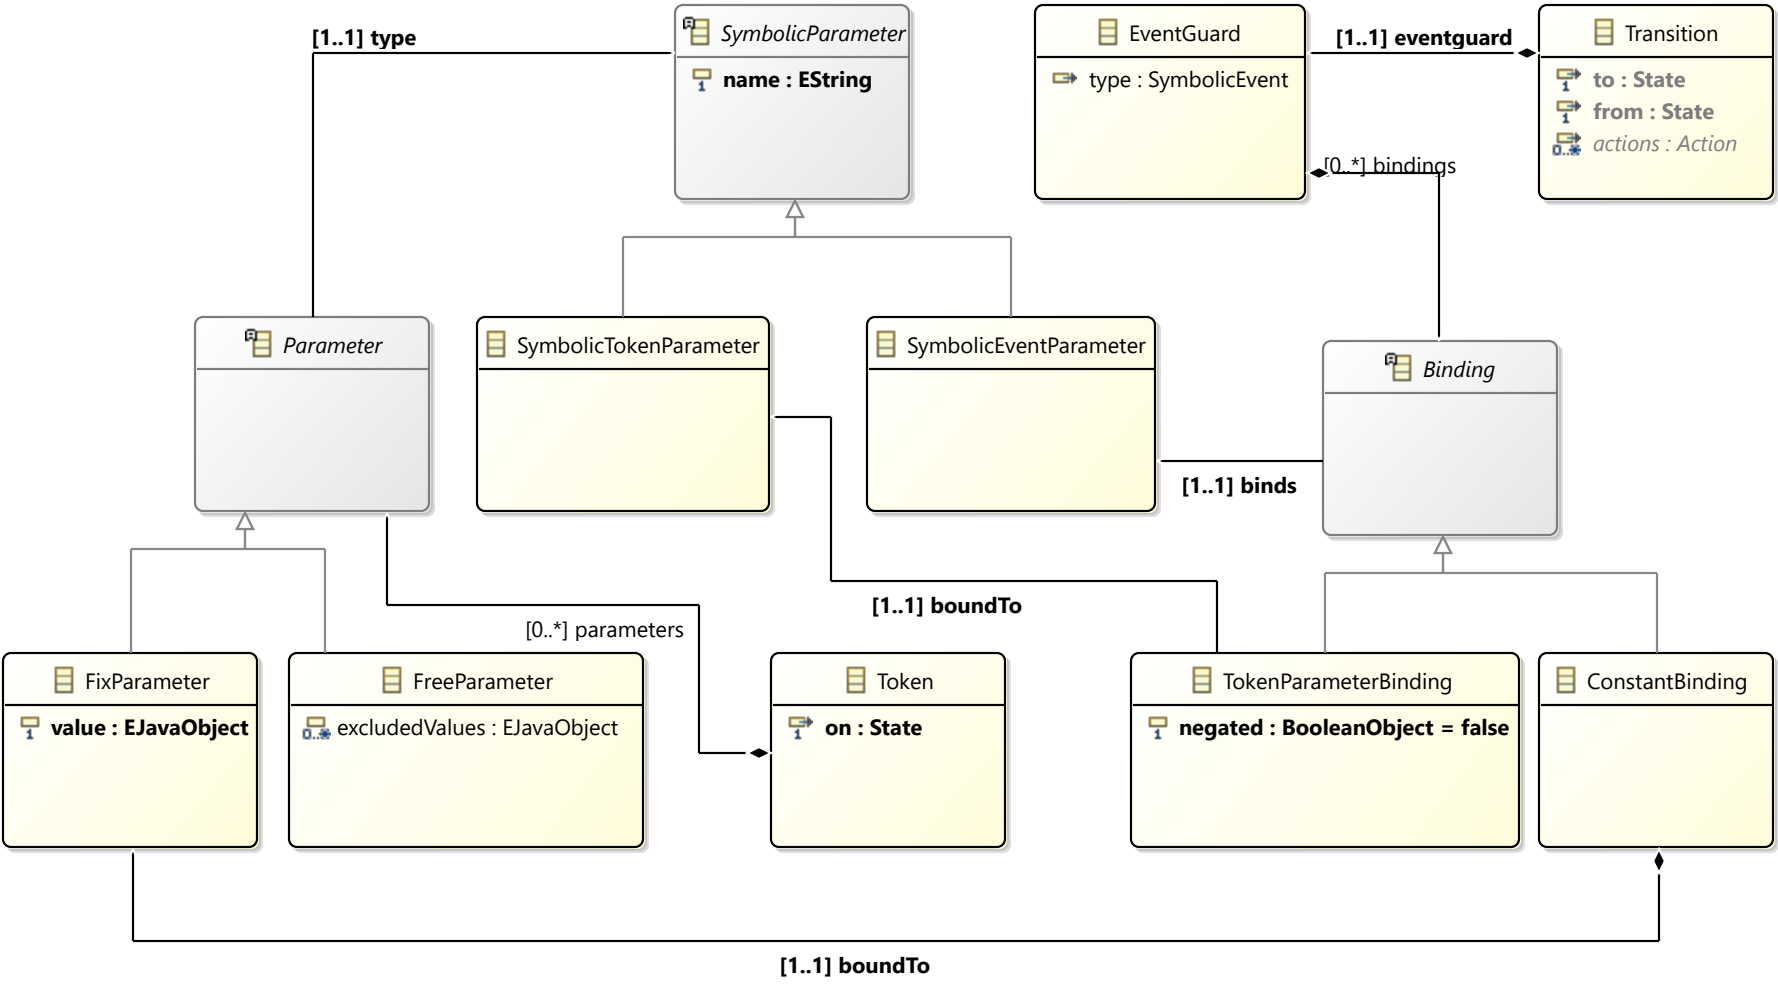 [1..1] type
SymbolicParameter
name : EString
EventGuard
type : SymbolicEvent
[1..1] eventguard
Transition
to : State
from : State
actions : Action
[0..*] bindings
Parameter
SymbolicTokenParameter
SymbolicEventParameter
Binding
[1..1] binds
[1..1] boundTo
[0..*] parameters
FixParameter
value : EJavaObject
FreeParameter
excludedValues : EJavaObject
Token
on : State
TokenParameterBinding
negated : BooleanObject = false
ConstantBinding
[1..1] boundTo